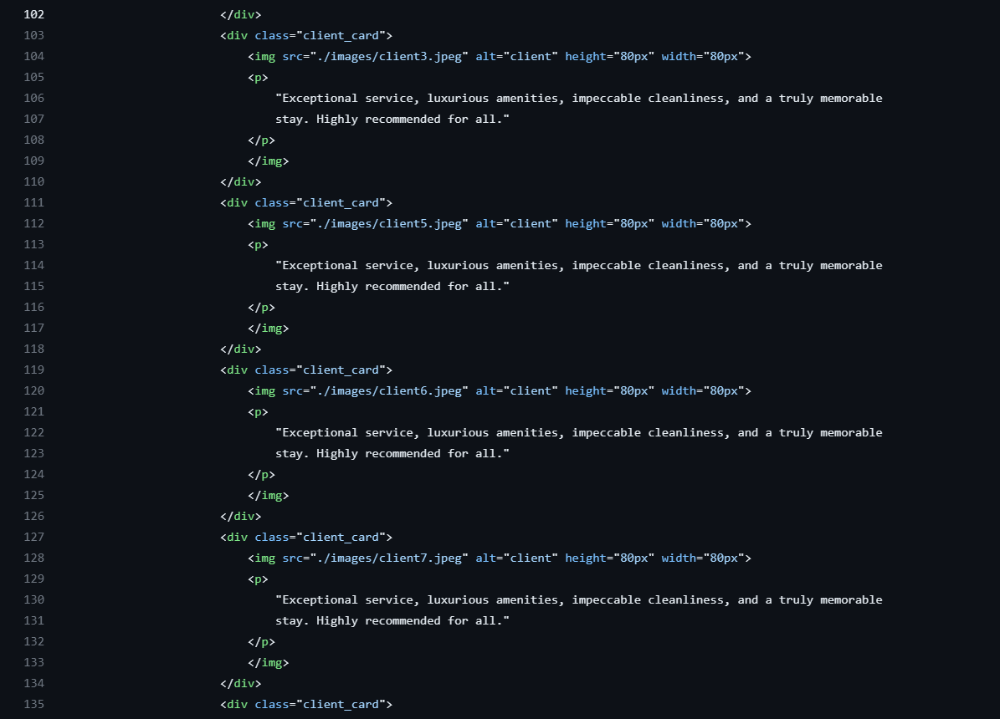 102 </div>
103 <div class="client_card">
104 <img src="./images/client3.jpeg" alt="client" height="80px" width="80px">
105 <p>
106 "Exceptional service, luxurious amenities, impeccable cleanliness, and a truly memorable
107 stay. Highly recommended for all."
108 </p>
109 </img>
110 </div>
111 <div class="client_card">
112 <img src="./images/client5.jpeg" alt="client" height="80px" width="80px">
113 <p>
114 "Exceptional service, luxurious amenities, impeccable cleanliness, and a truly memorable
115 stay. Highly recommended for all."
116 </p>
117 </img>
118 </div>
119 <div class="client_card">
120 <img src="./images/client6.jpeg" alt="client" height="80px" width="80px">
121 <p>
122 "Exceptional service, luxurious amenities, impeccable cleanliness, and a truly memorable
123 stay. Highly recommended for all."
124 </p>
125 </img>
126 </div>
127 <div class="client_card">
128 <img src="./images/client7.jpeg" alt="client" height="80px" width="80px">
129 <p>
130 "Exceptional service, luxurious amenities, impeccable cleanliness, and a truly memorable
131 stay. Highly recommended for all."
132 </p>
133 </img>
134 </div>
135 <div class="client_card">